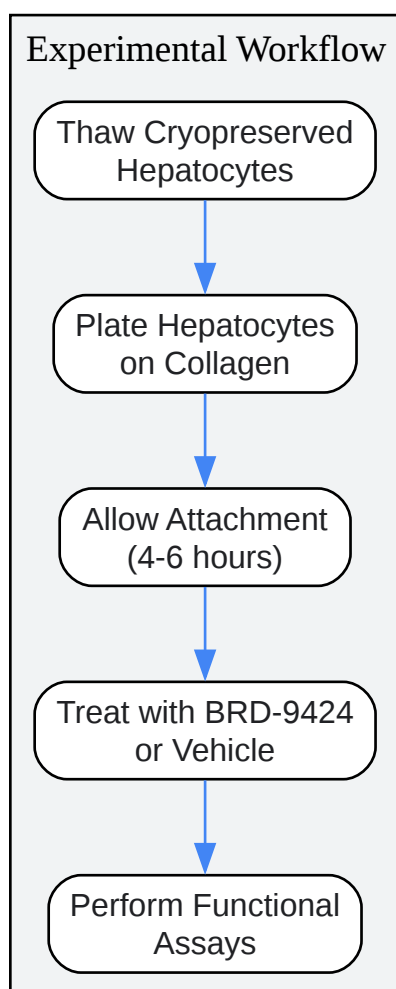 Experimental Workflow
Thaw Cryopreserved
Hepatocytes
Plate Hepatocytes
on Collagen
Allow Attachment
(4-6 hours)
Treat with BRD-9424
or Vehicle
Perform Functional
Assays